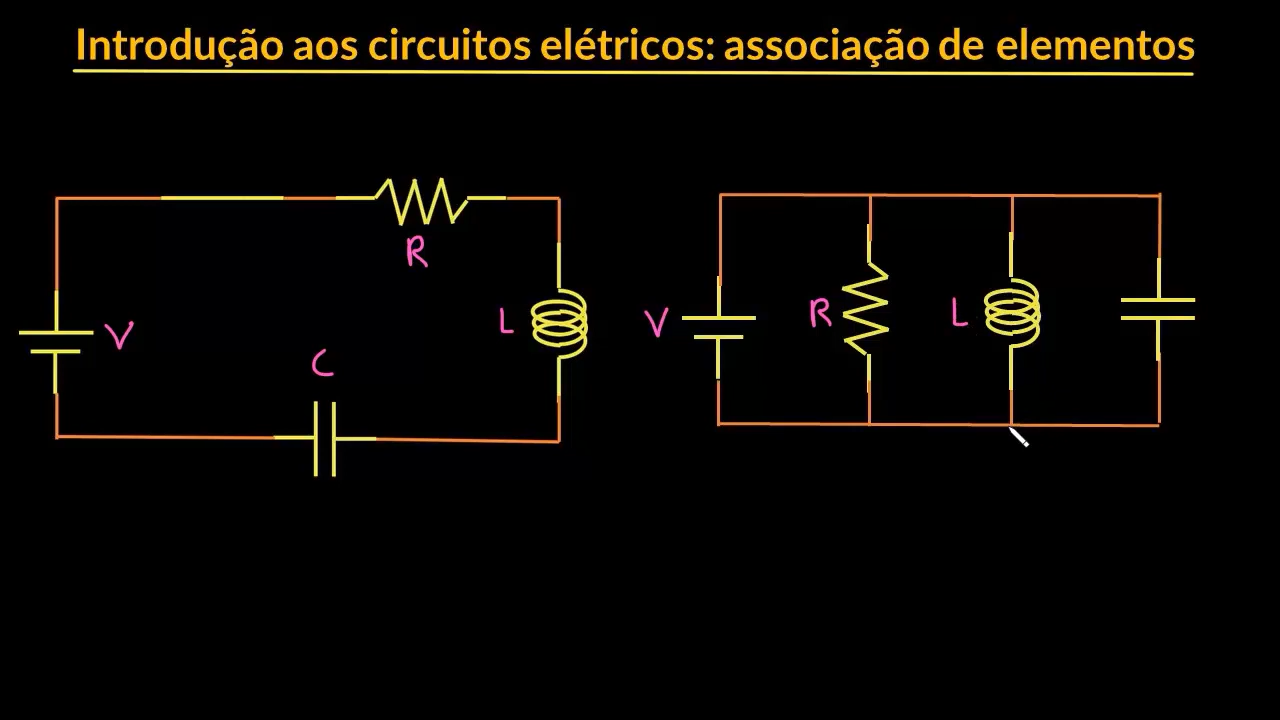 Introdução aos circuitos elétricos: associação de elementos
R
V
L
C
V
R
L